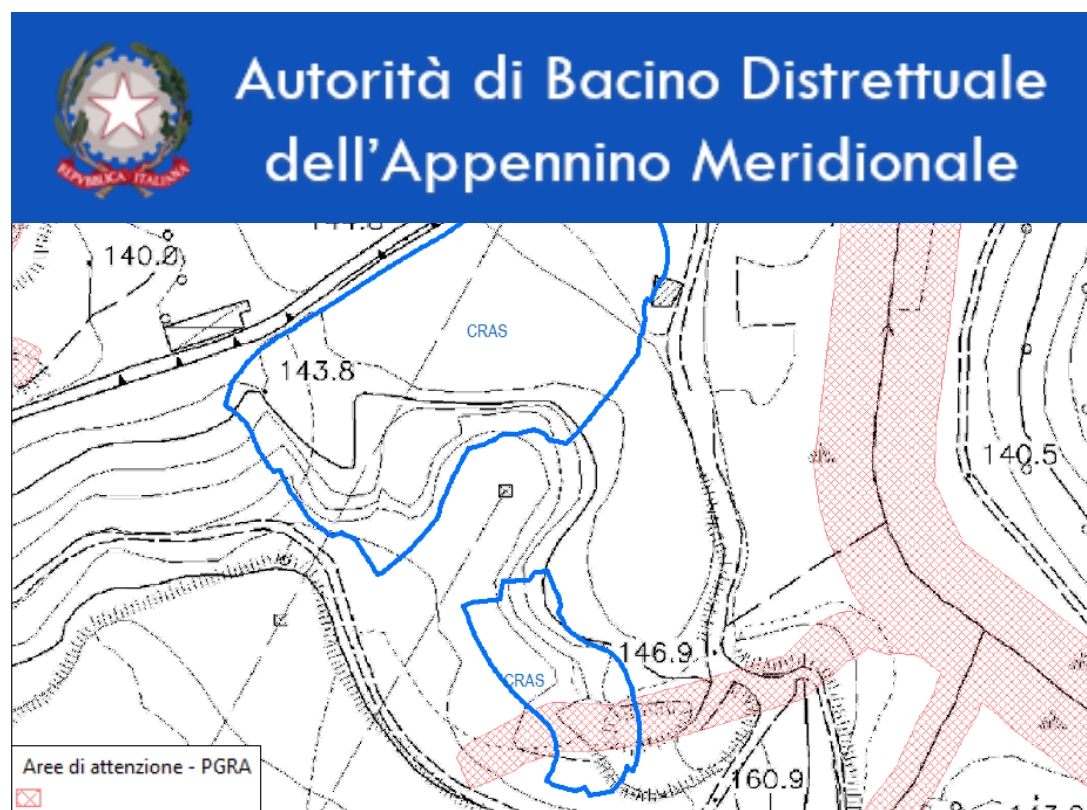 Autorità di Bacino Distrettuale
dell'Appennino Meridionale
REPVBBLICA ITALIANA
140.0
CRAS
143.8
140.5
146.9
CRAS
160.9
Aree di attenzione - PGRA